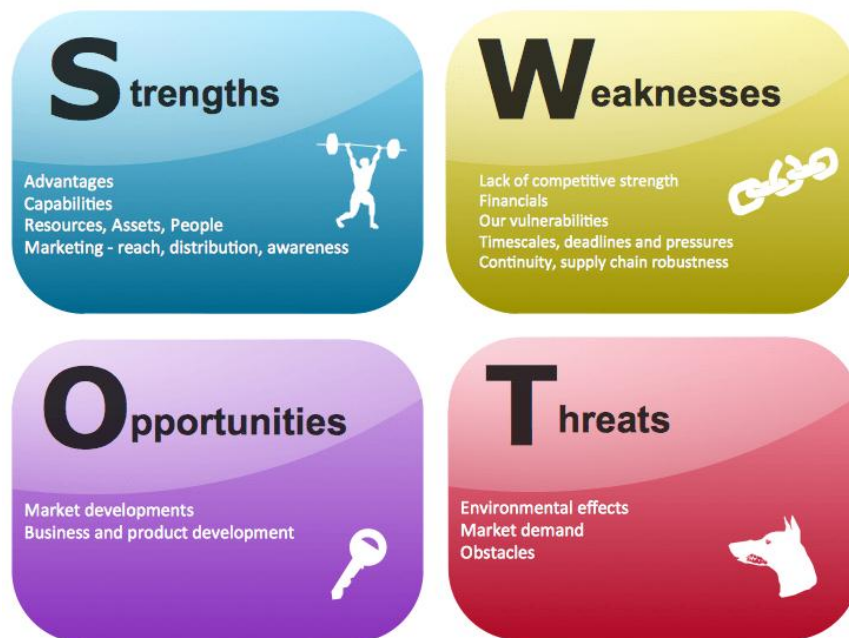 Strengths
Advantages
Capabilities
Resources, Assets, People
Marketing - reach, distribution, awareness
Weaknesses
Lack of competitive strength
Financials
Our vulnerabilities
Timescales, deadlines and pressures
Continuity, supply chain robustness
Opportunities
Market developments
Business and product development
Threats
Environmental effects
Market demand
Obstacles